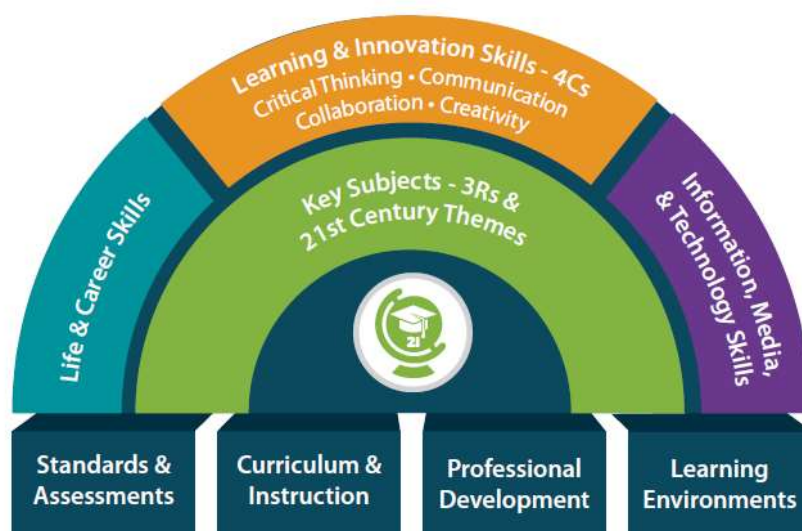 Learning & Innovation Skills - 4Cs
Critical Thinking • Communication
Collaboration • Creativity
Life & Career Skills
Key Subjects - 3Rs &
21st Century Themes
Information, Media,
& Technology Skills
21
Standards &
Assessments
Curriculum &
Instruction
Professional
Development
Learning
Environments